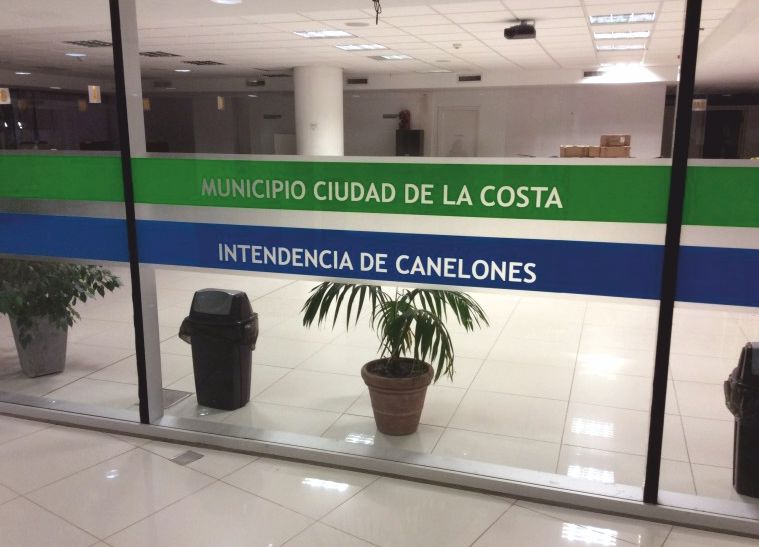 MUNICIPIO CIUDAD DE LA COSTA
INTENDENCIA DE CANELONES